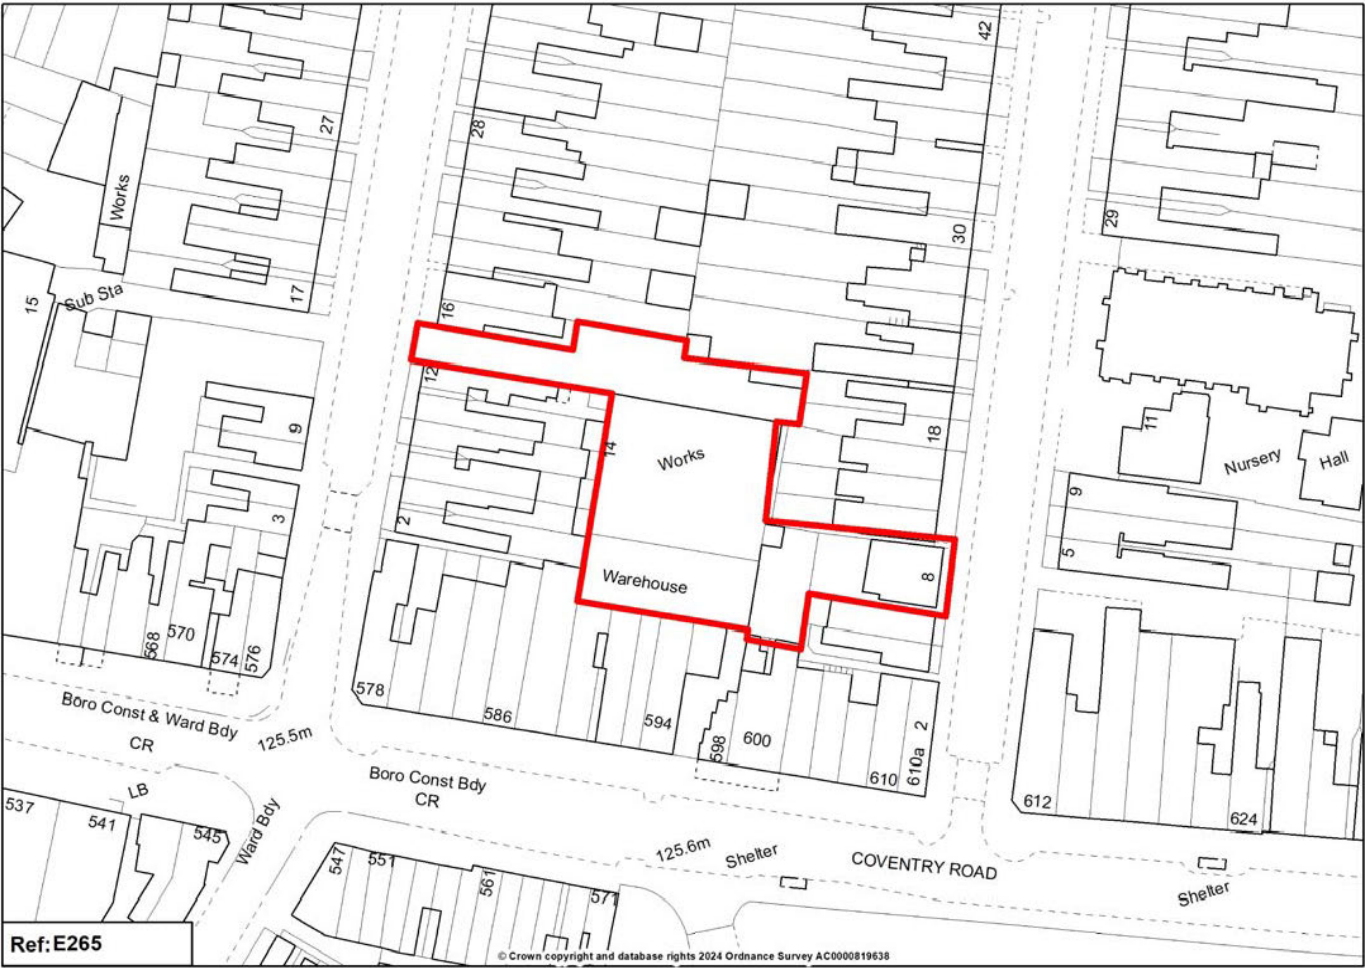 42
27
28
Works
29
30
15
Sub Sta
17
16
12
9
14
18
11
Works
Nursery
Hall
3
2
9
5
8
Warehouse
568
570
574
576
578
586
594
598
600
610
610a
2
612
624
Boro Const & Ward Bdy
CR
125.5m
Boro Const Bdy
CR
LB
537
541
545
Ward Bdy
547
551
561
571
125.6m
Shelter
COVENTRY ROAD
Shelter
Ref:E265
© Crown copyright and database rights 2024 Ordnance Survey AC0000819638